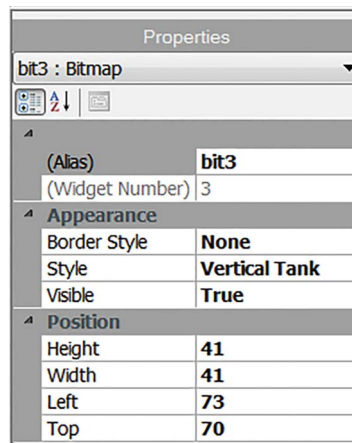 Properties
bit3 : Bitmap
A Z
(Alias) bit3
(Widget Number) 3
Appearance
Border Style None
Style Vertical Tank
Visible True
Position
Height 41
Width 41
Left 73
Top 70